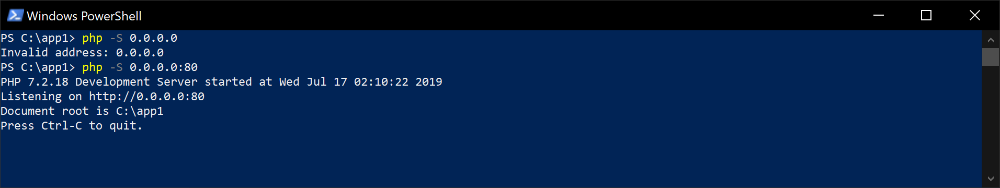 Windows PowerShell
PS C:\app1> php -S 0.0.0.0
Invalid address: 0.0.0.0
PS C:\app1> php -S 0.0.0.0:80
PHP 7.2.18 Development Server started at Wed Jul 17 02:10:22 2019
Listening on http://0.0.0.0:80
Document root is C:\app1
Press Ctrl-C to quit.